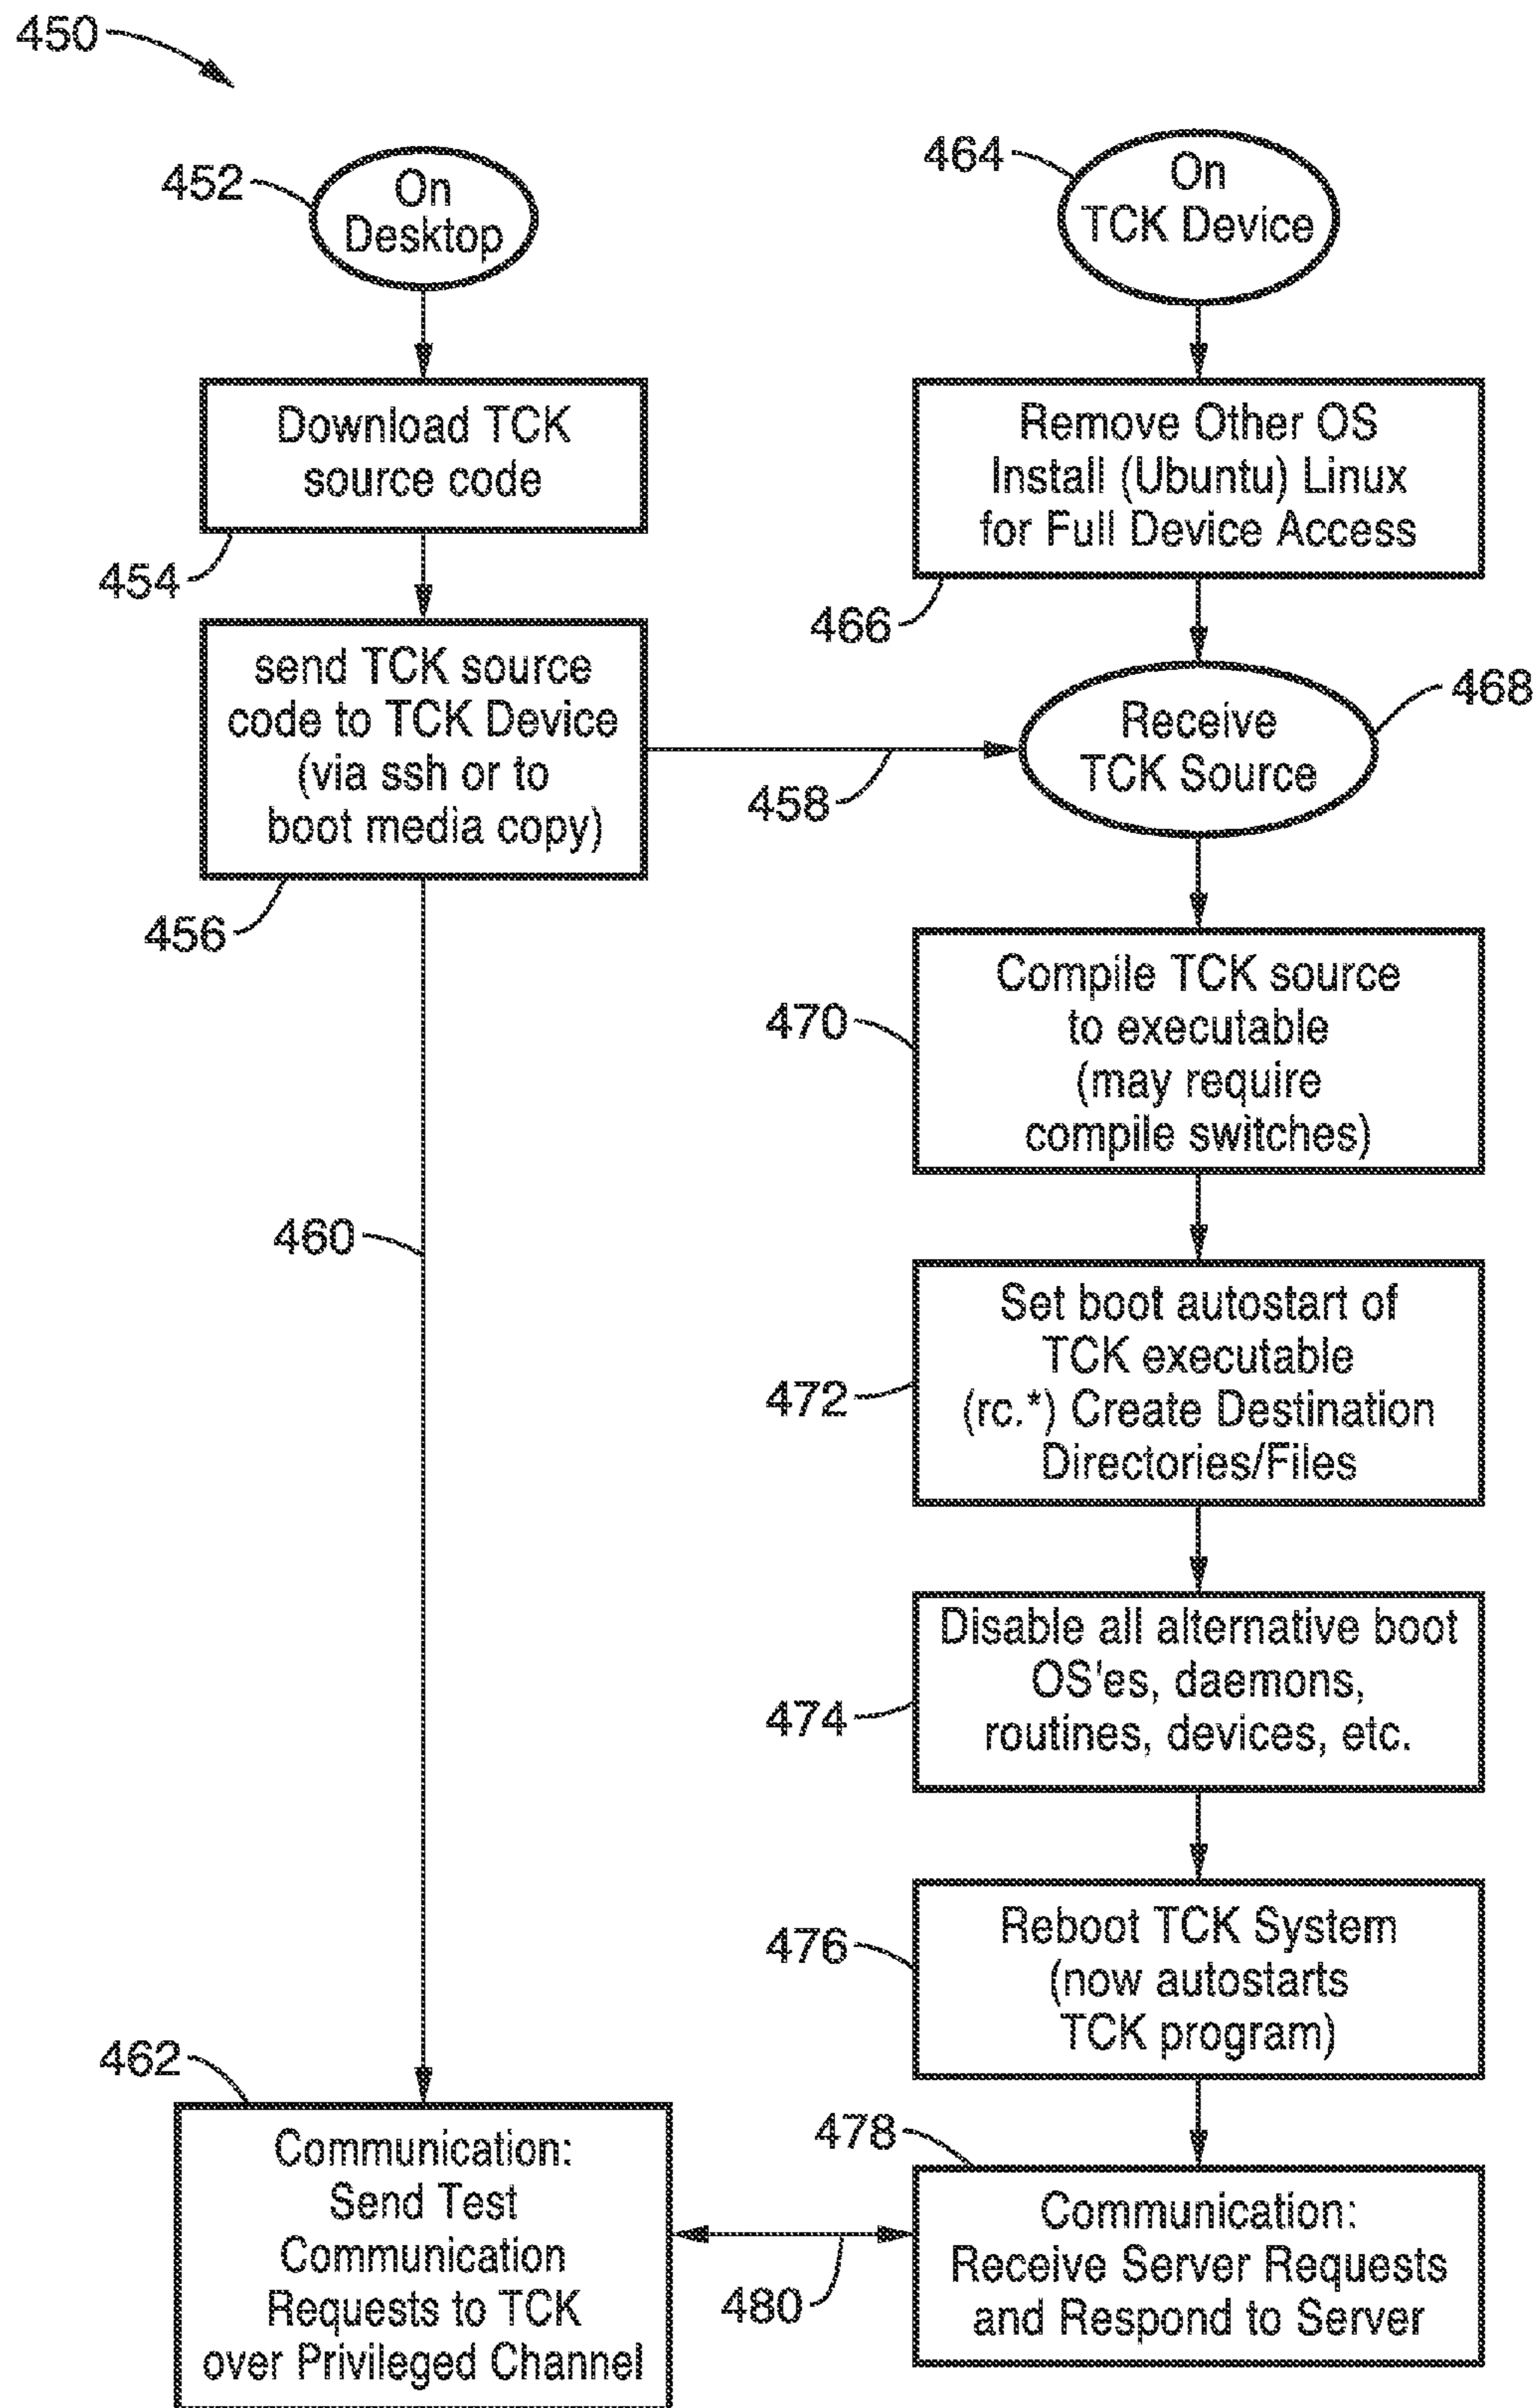 450
452
On
Desktop
464
On
TCK Device
Download TCK
source code
454
Remove Other OS
Install (Ubuntu) Linux
for Full Device Access
466
send TCK source
code to TCK Device
(via ssh or to
boot media copy)
456
458
Receive
TCK Source
468
460
470
Compile TCK source
to executable
(may require
compile switches)
472
Set boot autostart of
TCK executable
(rc.*) Create Destination
Directories/Files
474
Disable all alternative boot
OS'es, daemons,
routines, devices, etc.
476
Reboot TCK System
(now autostarts
TCK program)
462
Communication:
Send Test
Communication
Requests to TCK
over Privileged Channel
480
478
Communication:
Receive Server Requests
and Respond to Server